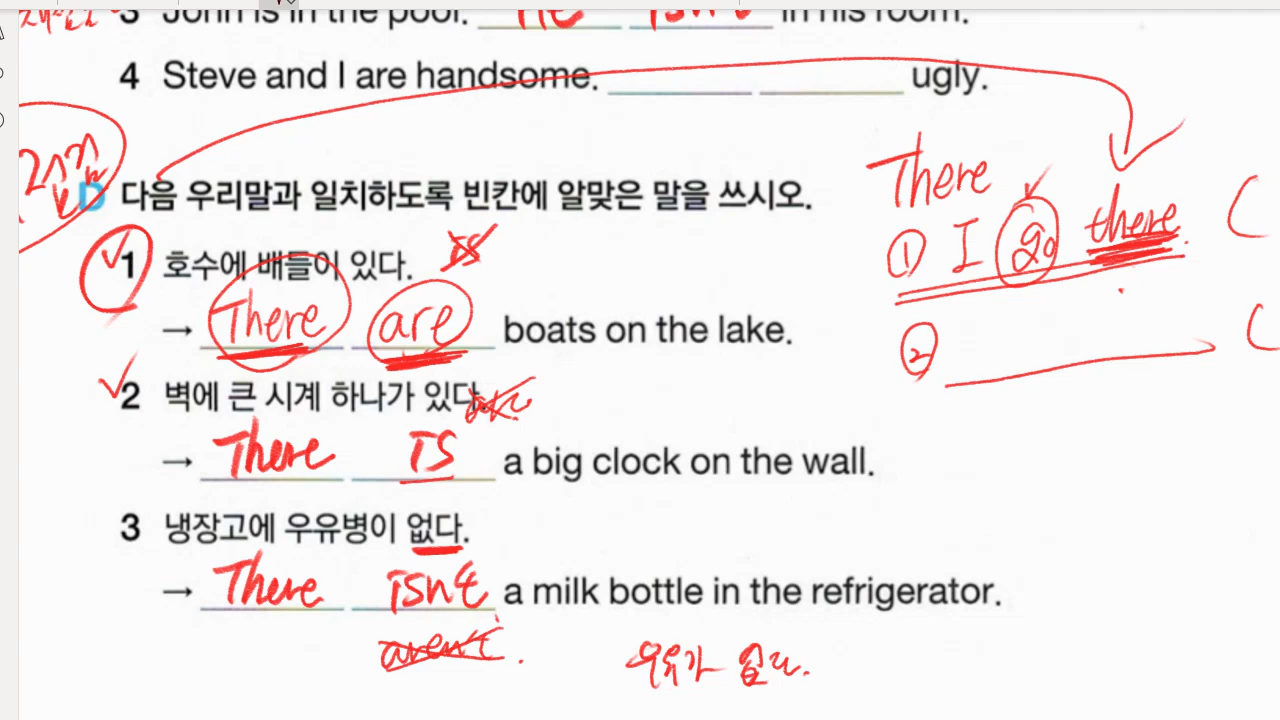 3 John is in the pool. He isn't in his room.
4 Steve and I are handsome. ugly.
D 다음 우리말과 일치하도록 빈칸에 알맞은 말을 쓰시오.
There
① I go there.
1 호수에 배들이 있다. is
→ There are boats on the lake.
②
2 벽에 큰 시계 하나가 있다.
→ There is a big clock on the wall.
3 냉장고에 우유병이 없다.
→ There isn't a milk bottle in the refrigerator.
aren't.
우유가 없다.